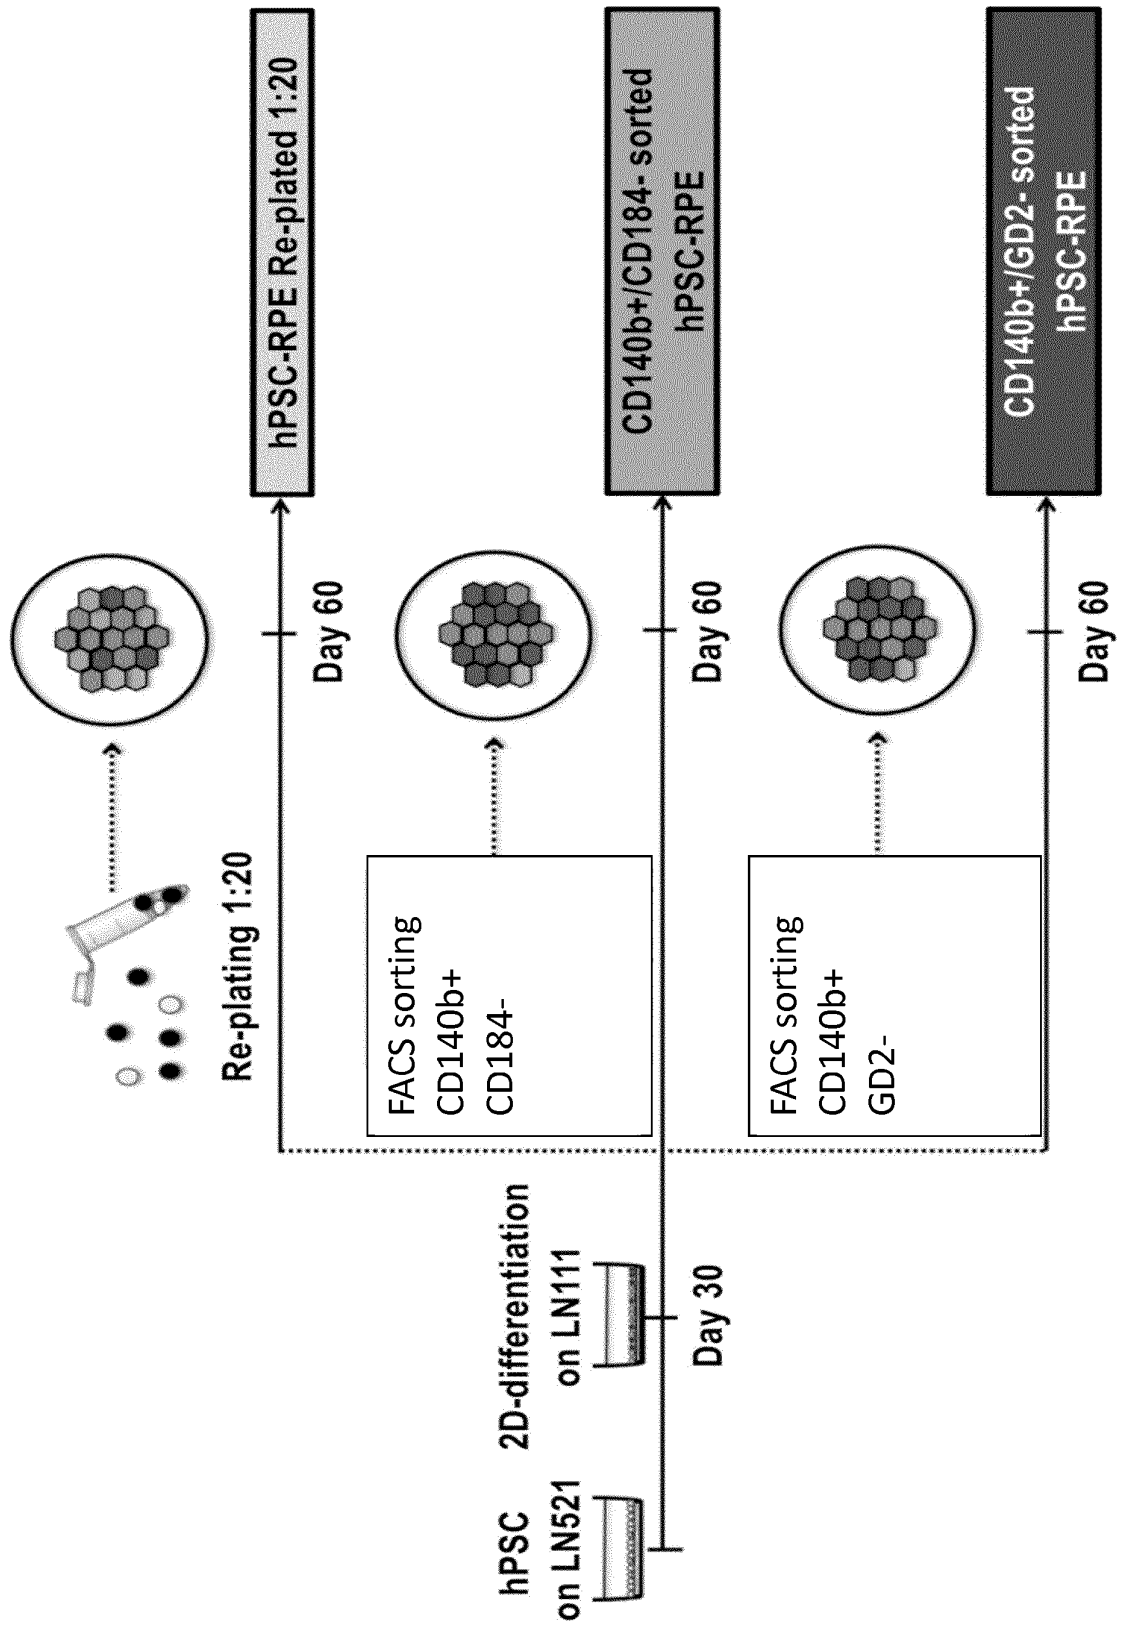 hPSC
on LN521
2D-differentiation
on LN111
Day 30
Re-plating 1:20
Day 60
hPSC-RPE Re-plated 1:20
FACS sorting
CD140b+
CD184-
Day 60
CD140b+/CD184- sorted
hPSC-RPE
FACS sorting
CD140b+
GD2-
Day 60
CD140b+/GD2- sorted
hPSC-RPE